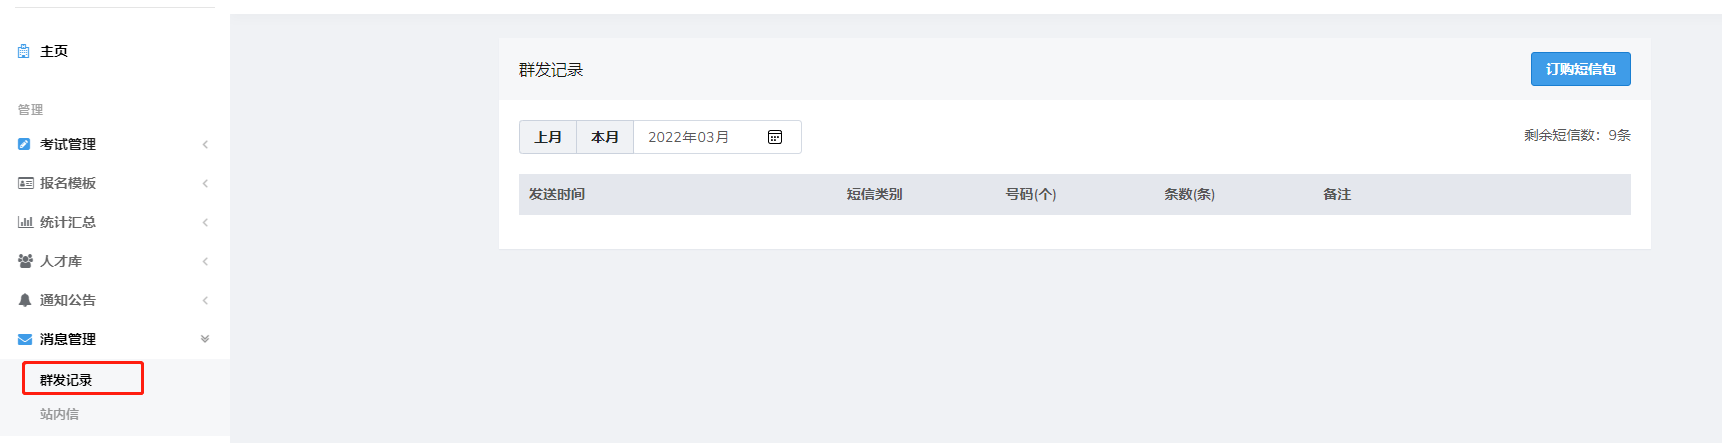 主页
管理
考试管理
报名模板
统计汇总
人才库
通知公告
消息管理
群发记录
站内信
群发记录
订购短信包
上月 本月 2022年03月
剩余短信数：9条
发送时间 短信类别 号码(个) 条数(条) 备注